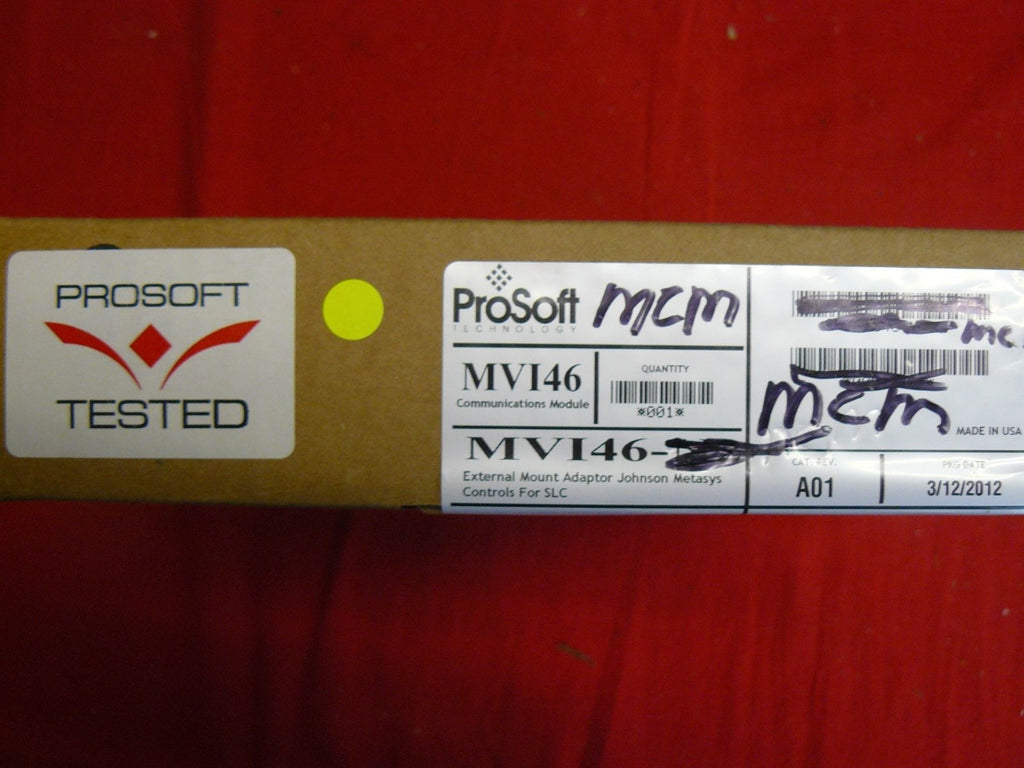 PROSOFT
TESTED
ProSoft
TECHNOLOGY
mcm
MVI46
Communications Module
QUANTITY
*001*
MVI46-
External Mount Adaptor Johnson Metasys
Controls For SLC
mc
mcm
MADE IN USA
CAT. REV.
A01
PKG DATE
3/12/2012